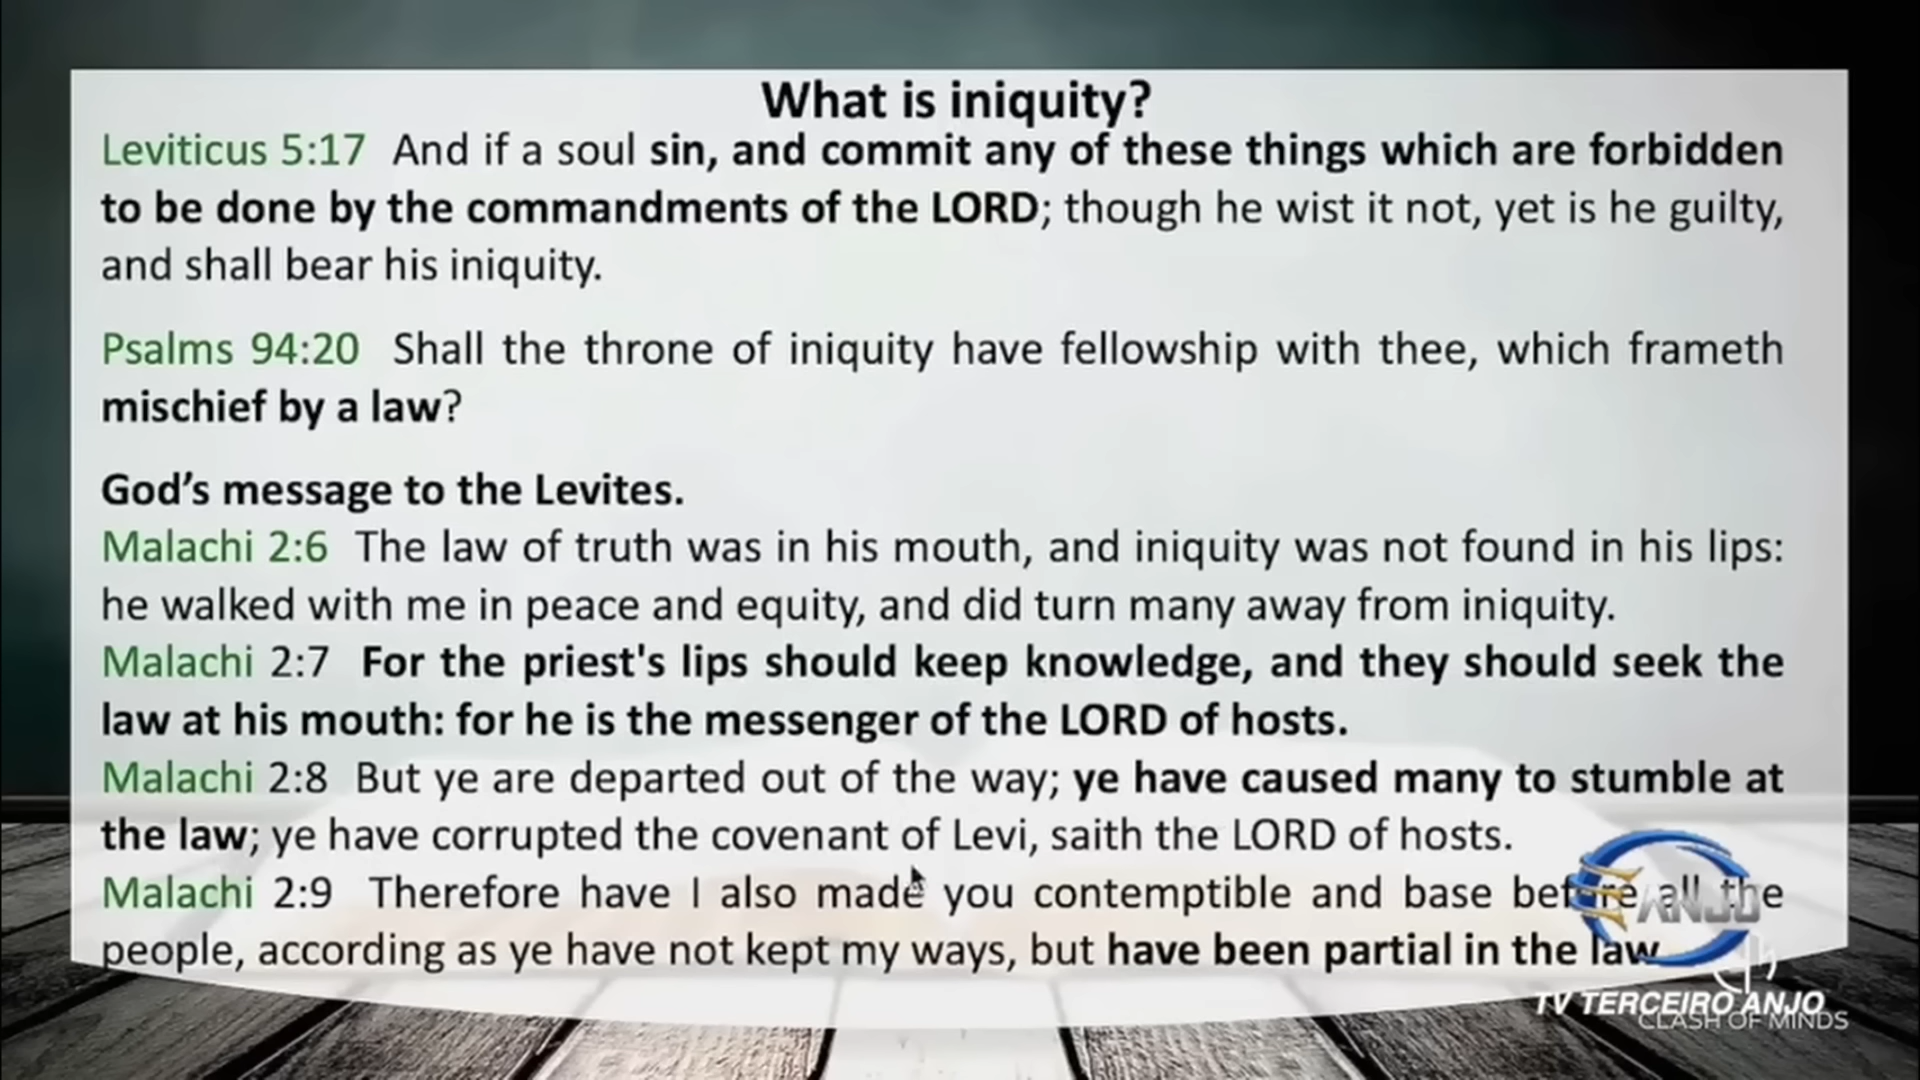 What is iniquity?
Leviticus 5:17 And if a soul sin, and commit any of these things which are forbidden
to be done by the commandments of the LORD; though he wist it not, yet is he guilty,
and shall bear his iniquity.
Psalms 94:20 Shall the throne of iniquity have fellowship with thee, which frameth
mischief by a law?
God’s message to the Levites.
Malachi 2:6 The law of truth was in his mouth, and iniquity was not found in his lips:
he walked with me in peace and equity, and did turn many away from iniquity.
Malachi 2:7 For the priest's lips should keep knowledge, and they should seek the
law at his mouth: for he is the messenger of the LORD of hosts.
Malachi 2:8 But ye are departed out of the way; ye have caused many to stumble at
the law; ye have corrupted the covenant of Levi, saith the LORD of hosts.
Malachi 2:9 Therefore have I also made you contemptible and base before all the
people, according as ye have not kept my ways, but have been partial in the law
ANJO
TV TERCEIRO ANJO
CLASH OF MINDS